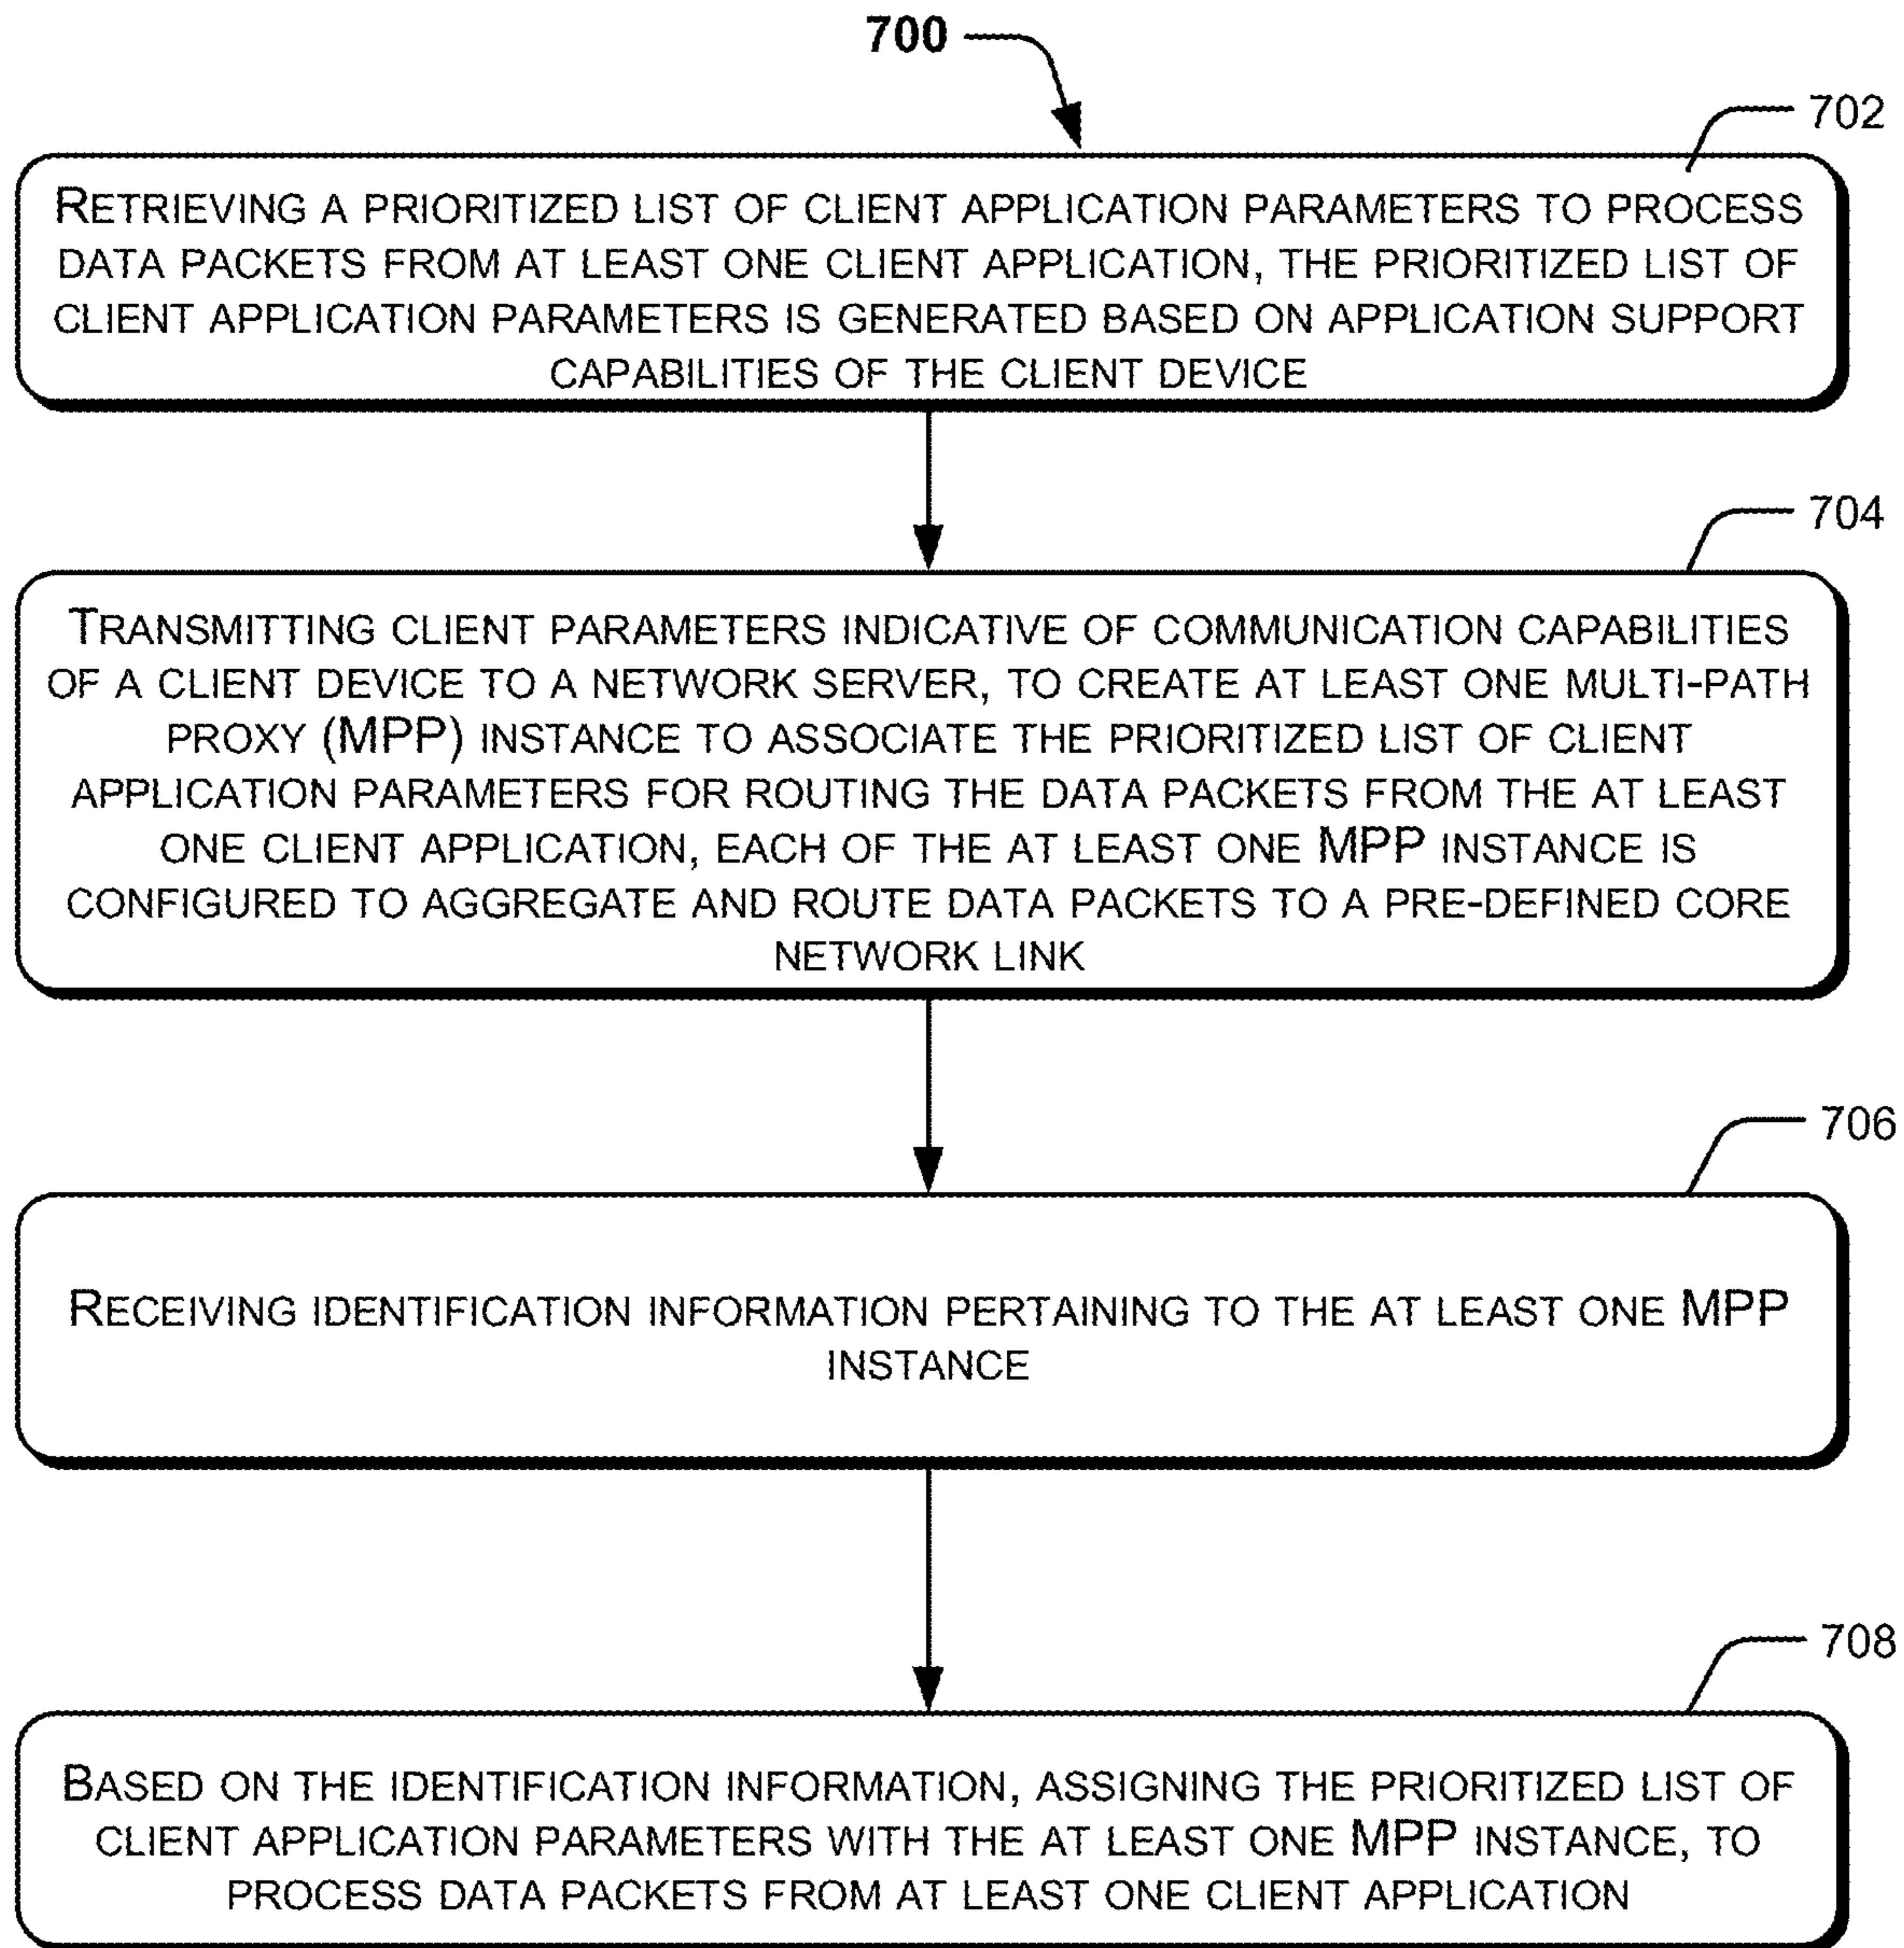 700
702
RETRIEVING A PRIORITIZED LIST OF CLIENT APPLICATION PARAMETERS TO PROCESS
DATA PACKETS FROM AT LEAST ONE CLIENT APPLICATION, THE PRIORITIZED LIST OF
CLIENT APPLICATION PARAMETERS IS GENERATED BASED ON APPLICATION SUPPORT
CAPABILITIES OF THE CLIENT DEVICE
704
TRANSMITTING CLIENT PARAMETERS INDICATIVE OF COMMUNICATION CAPABILITIES
OF A CLIENT DEVICE TO A NETWORK SERVER, TO CREATE AT LEAST ONE MULTI-PATH
PROXY (MPP) INSTANCE TO ASSOCIATE THE PRIORITIZED LIST OF CLIENT
APPLICATION PARAMETERS FOR ROUTING THE DATA PACKETS FROM THE AT LEAST
ONE CLIENT APPLICATION, EACH OF THE AT LEAST ONE MPP INSTANCE IS
CONFIGURED TO AGGREGATE AND ROUTE DATA PACKETS TO A PRE-DEFINED CORE
NETWORK LINK
706
RECEIVING IDENTIFICATION INFORMATION PERTAINING TO THE AT LEAST ONE MPP
INSTANCE
708
BASED ON THE IDENTIFICATION INFORMATION, ASSIGNING THE PRIORITIZED LIST OF
CLIENT APPLICATION PARAMETERS WITH THE AT LEAST ONE MPP INSTANCE, TO
PROCESS DATA PACKETS FROM AT LEAST ONE CLIENT APPLICATION